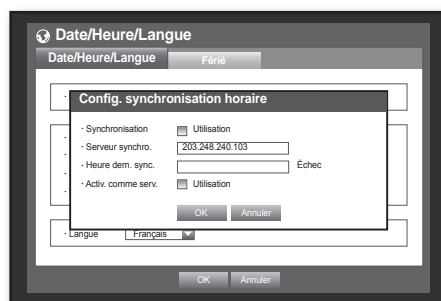 Date/Heure/Langue
Date/Heure/Langue Férié
Config. synchronisation horaire
· Synchronisation Utilisation
· Serveur synchro. 203.248.240.103
· Heure dern. sync. Échec
· Activ. comme serv. Utilisation
OK Annuler
· Langue Français
OK Annuler